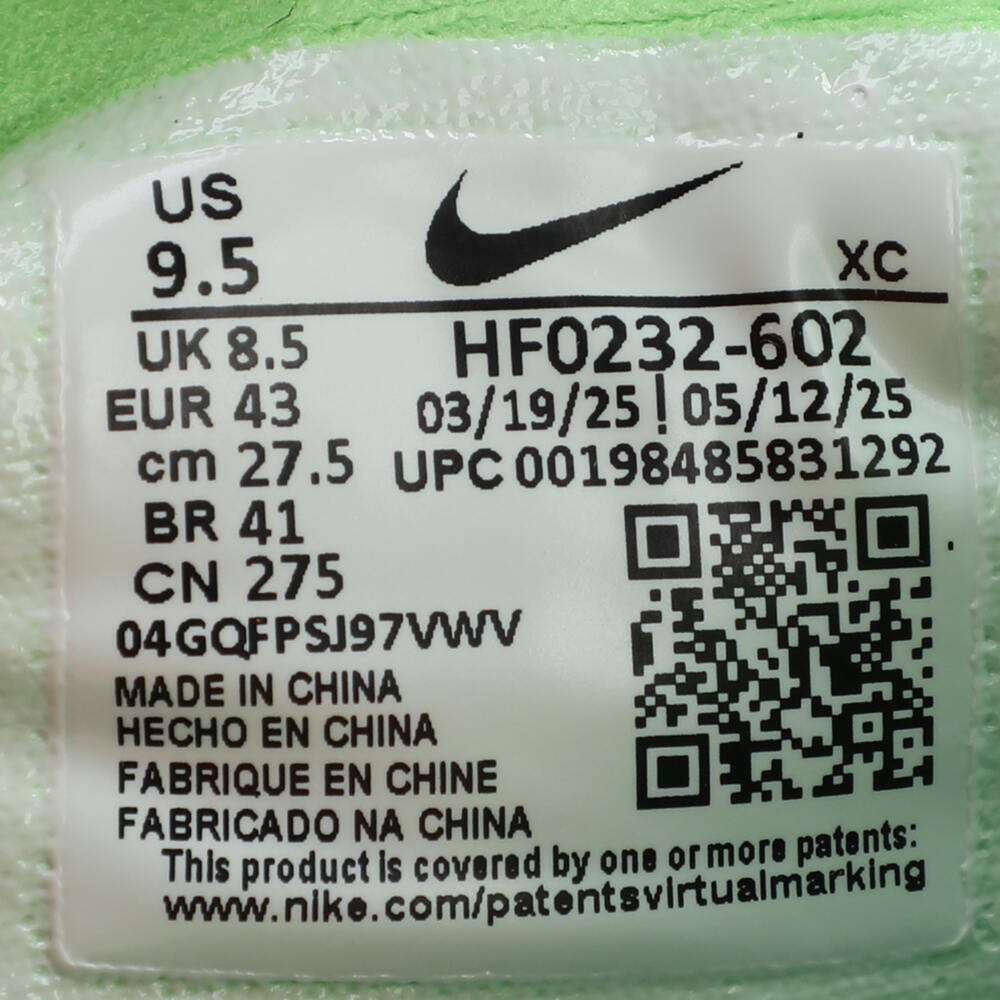 US
9.5
XC
UK 8.5
HF0232-602
EUR 43
03/19/25 | 05/12/25
cm 27.5
UPC 00198485831292
BR 41
CN 275
04GQFPSJ97VWV
MADE IN CHINA
HECHO EN CHINA
FABRIQUE EN CHINE
FABRICADO NA CHINA
This product is covered by one or more patents:
www.nike.com/patentsvirtualmarking